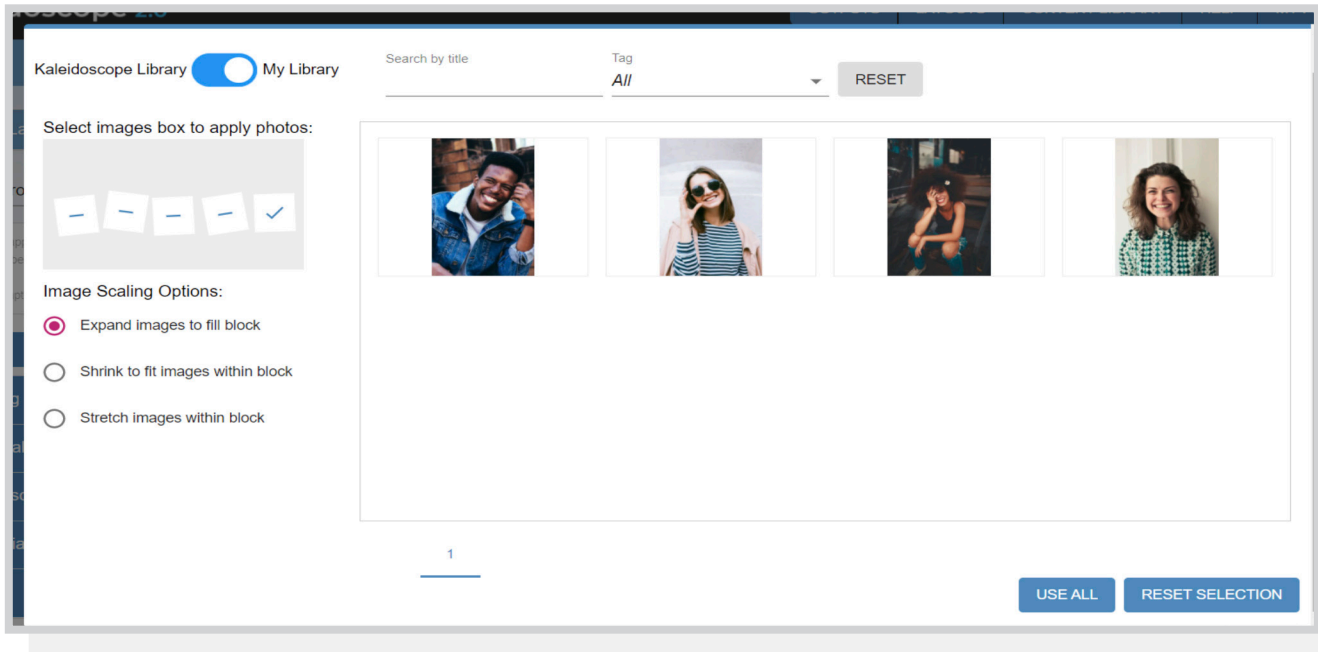 2.0
Kaleidoscope Library My Library
Search by title
Tag
All
RESET
Select images box to apply photos:
Image Scaling Options:
Expand images to fill block
Shrink to fit images within block
Stretch images within block
1
USE ALL
RESET SELECTION